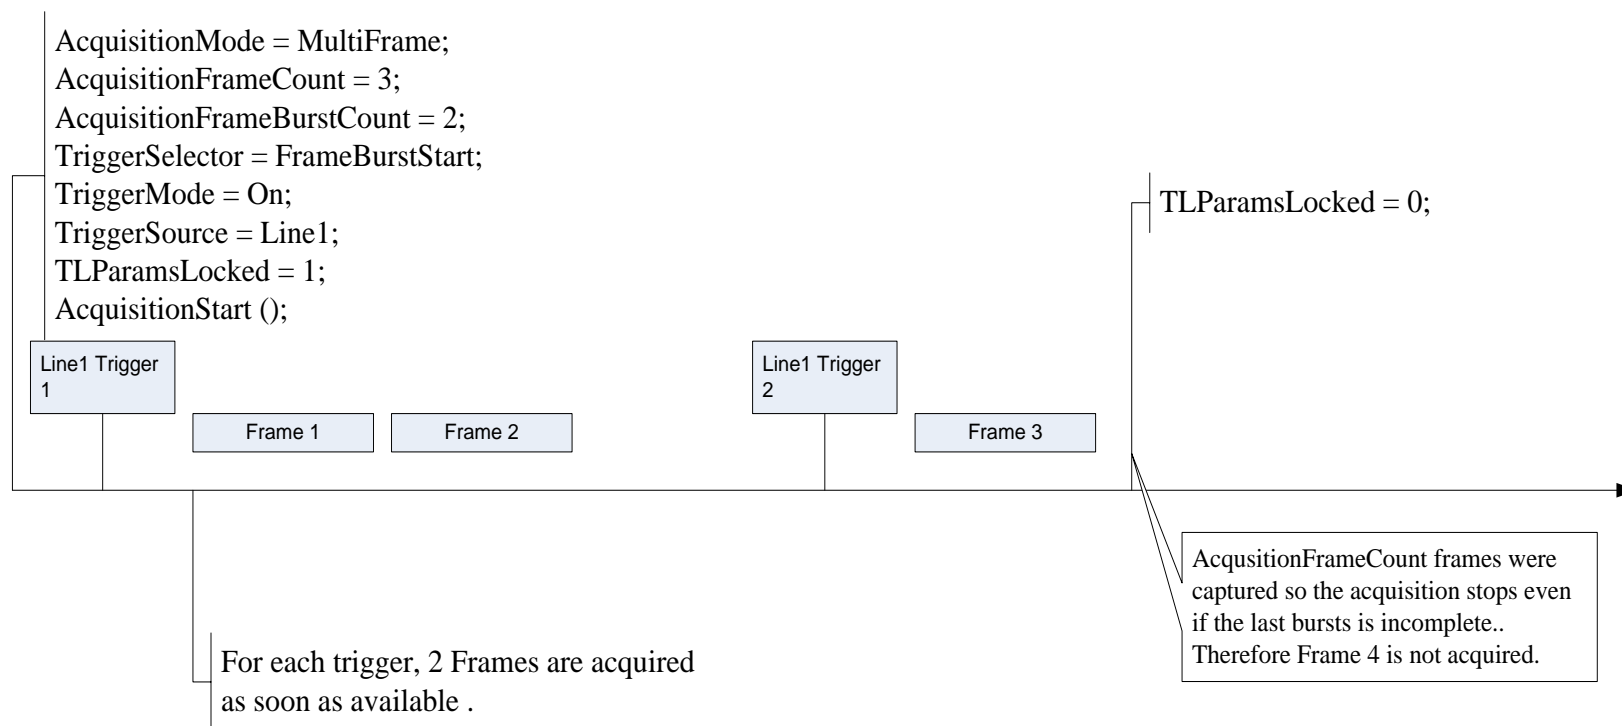 AcquisitionMode = MultiFrame;
AcquisitionFrameCount = 3;
AcquisitionFrameBurstCount = 2;
TriggerSelector = FrameBurstStart;
TriggerMode = On;
TriggerSource = Line1;
TLParamsLocked = 1;
AcquisitionStart ();
TLParamsLocked = 0;
Line1 Trigger
1
Line1 Trigger
2
Frame 1
Frame 2
Frame 3
AcqusitionFrameCount frames were
captured so the acquisition stops even
if the last bursts is incomplete..
Therefore Frame 4 is not acquired.
For each trigger, 2 Frames are acquired
as soon as available .